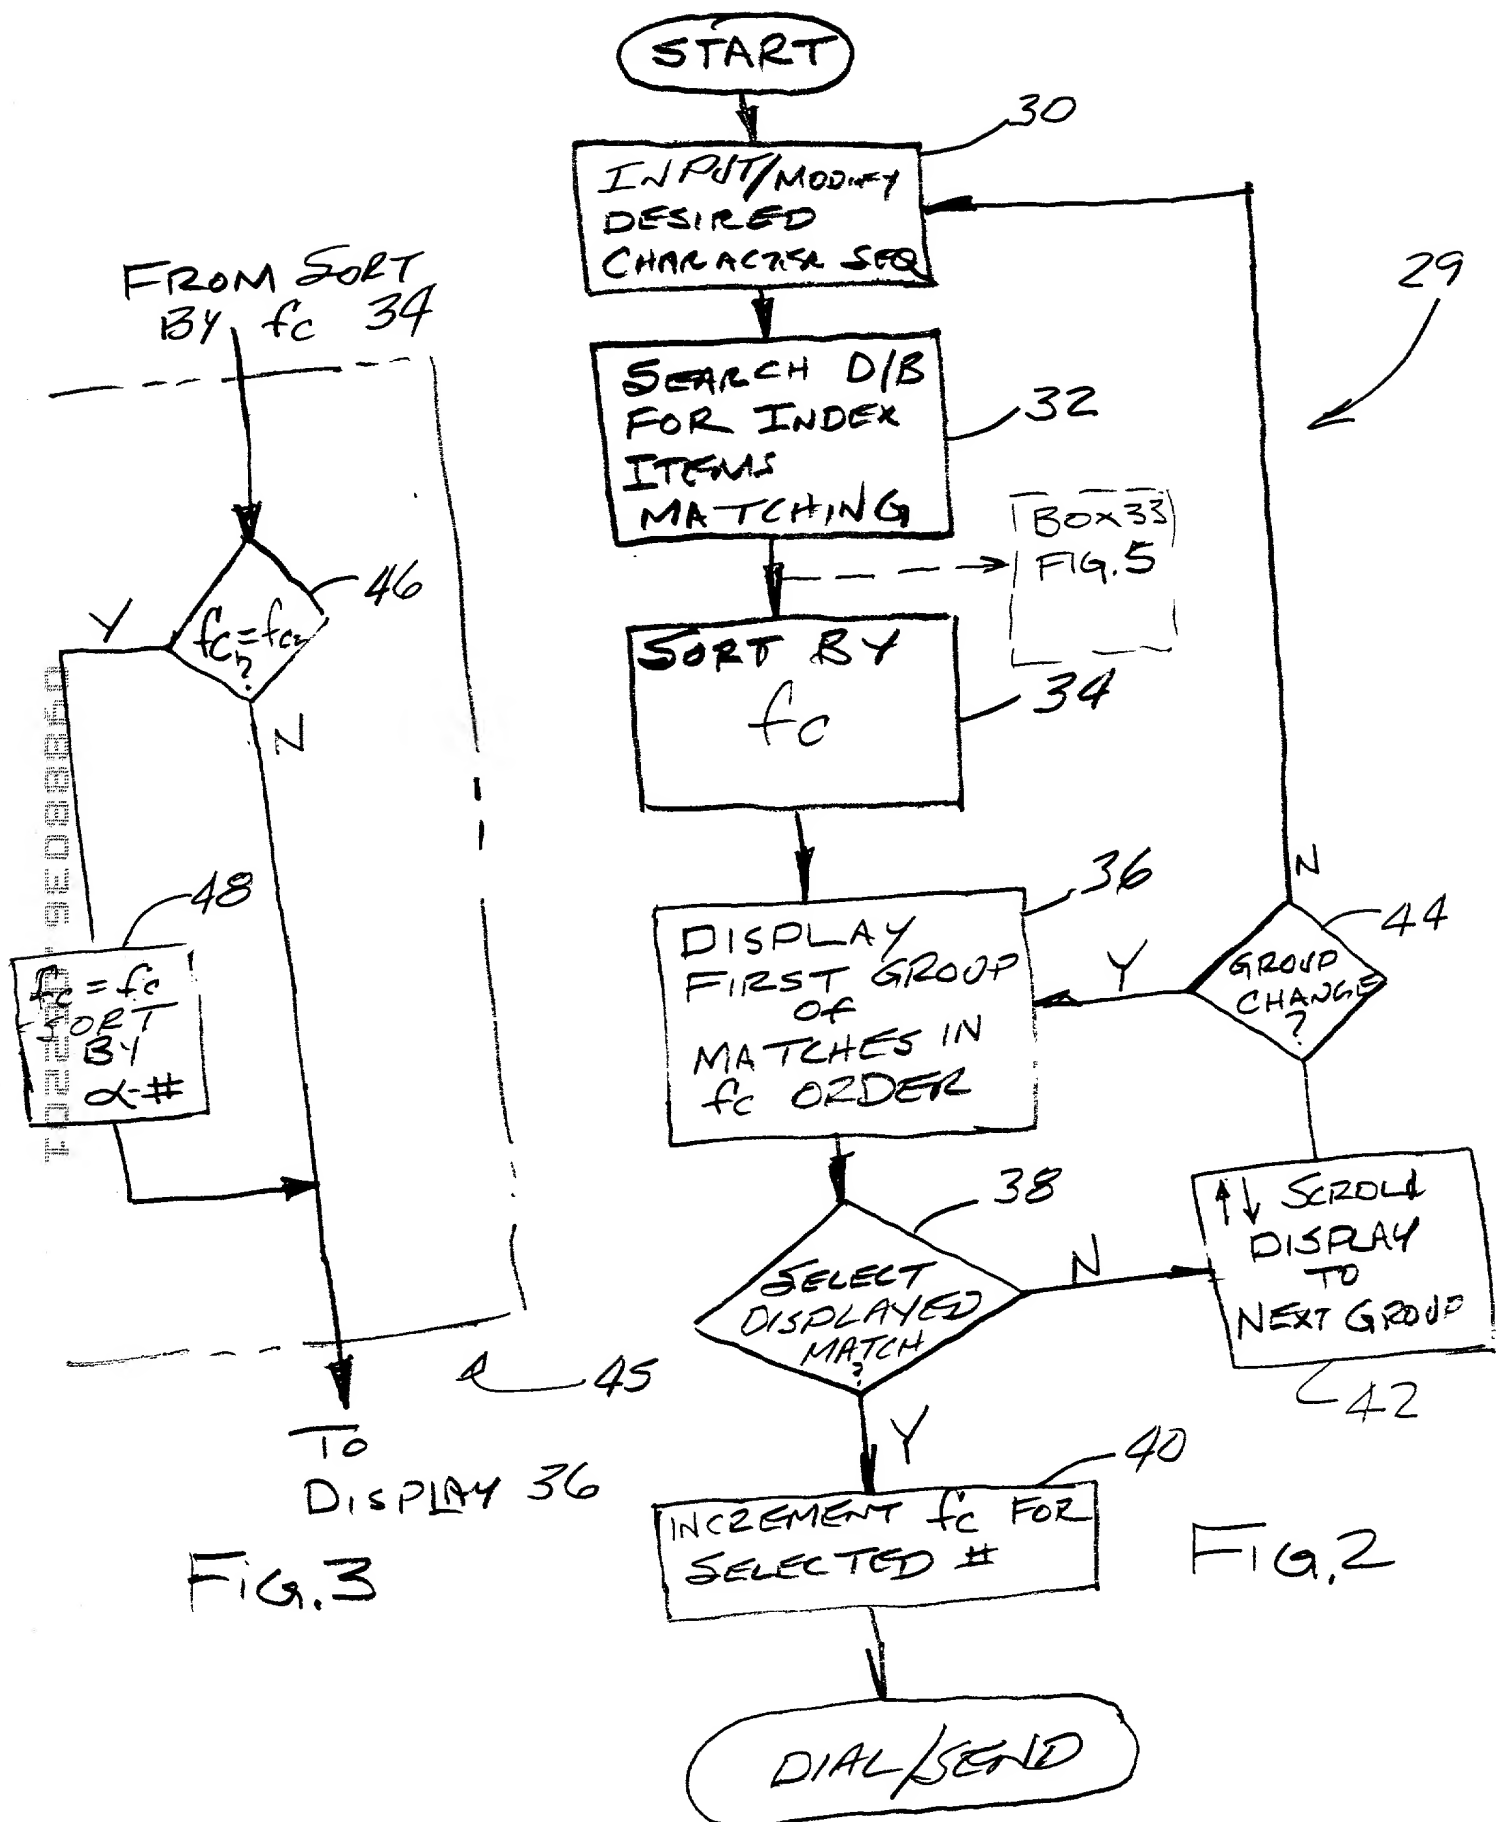 START
30
INPUT/MODIFY
DESIRED
CHARACTER SEQ
29
SEARCH D/B
FOR INDEX
ITEMS
MATCHING
32
BOX 33
FIG. 5
SORT BY
fc
34
DISPLAY
FIRST GROUP
OF
MATCHES IN
fc ORDER
36
N
44
GROUP
CHANGE
?
Y
SELECT
DISPLAYED
MATCH
?
38
N
↑↓ SCROLL
DISPLAY
TO
NEXT GROUP
42
Y
40
INCREMENT fc FOR
SELECTED #
DIAL/SEND
FIG. 2
FROM SORT
BY fc 34
46
Y
?
N
48
fc = fc
SORT
BY
α-#
45
TO
DISPLAY 36
FIG. 3